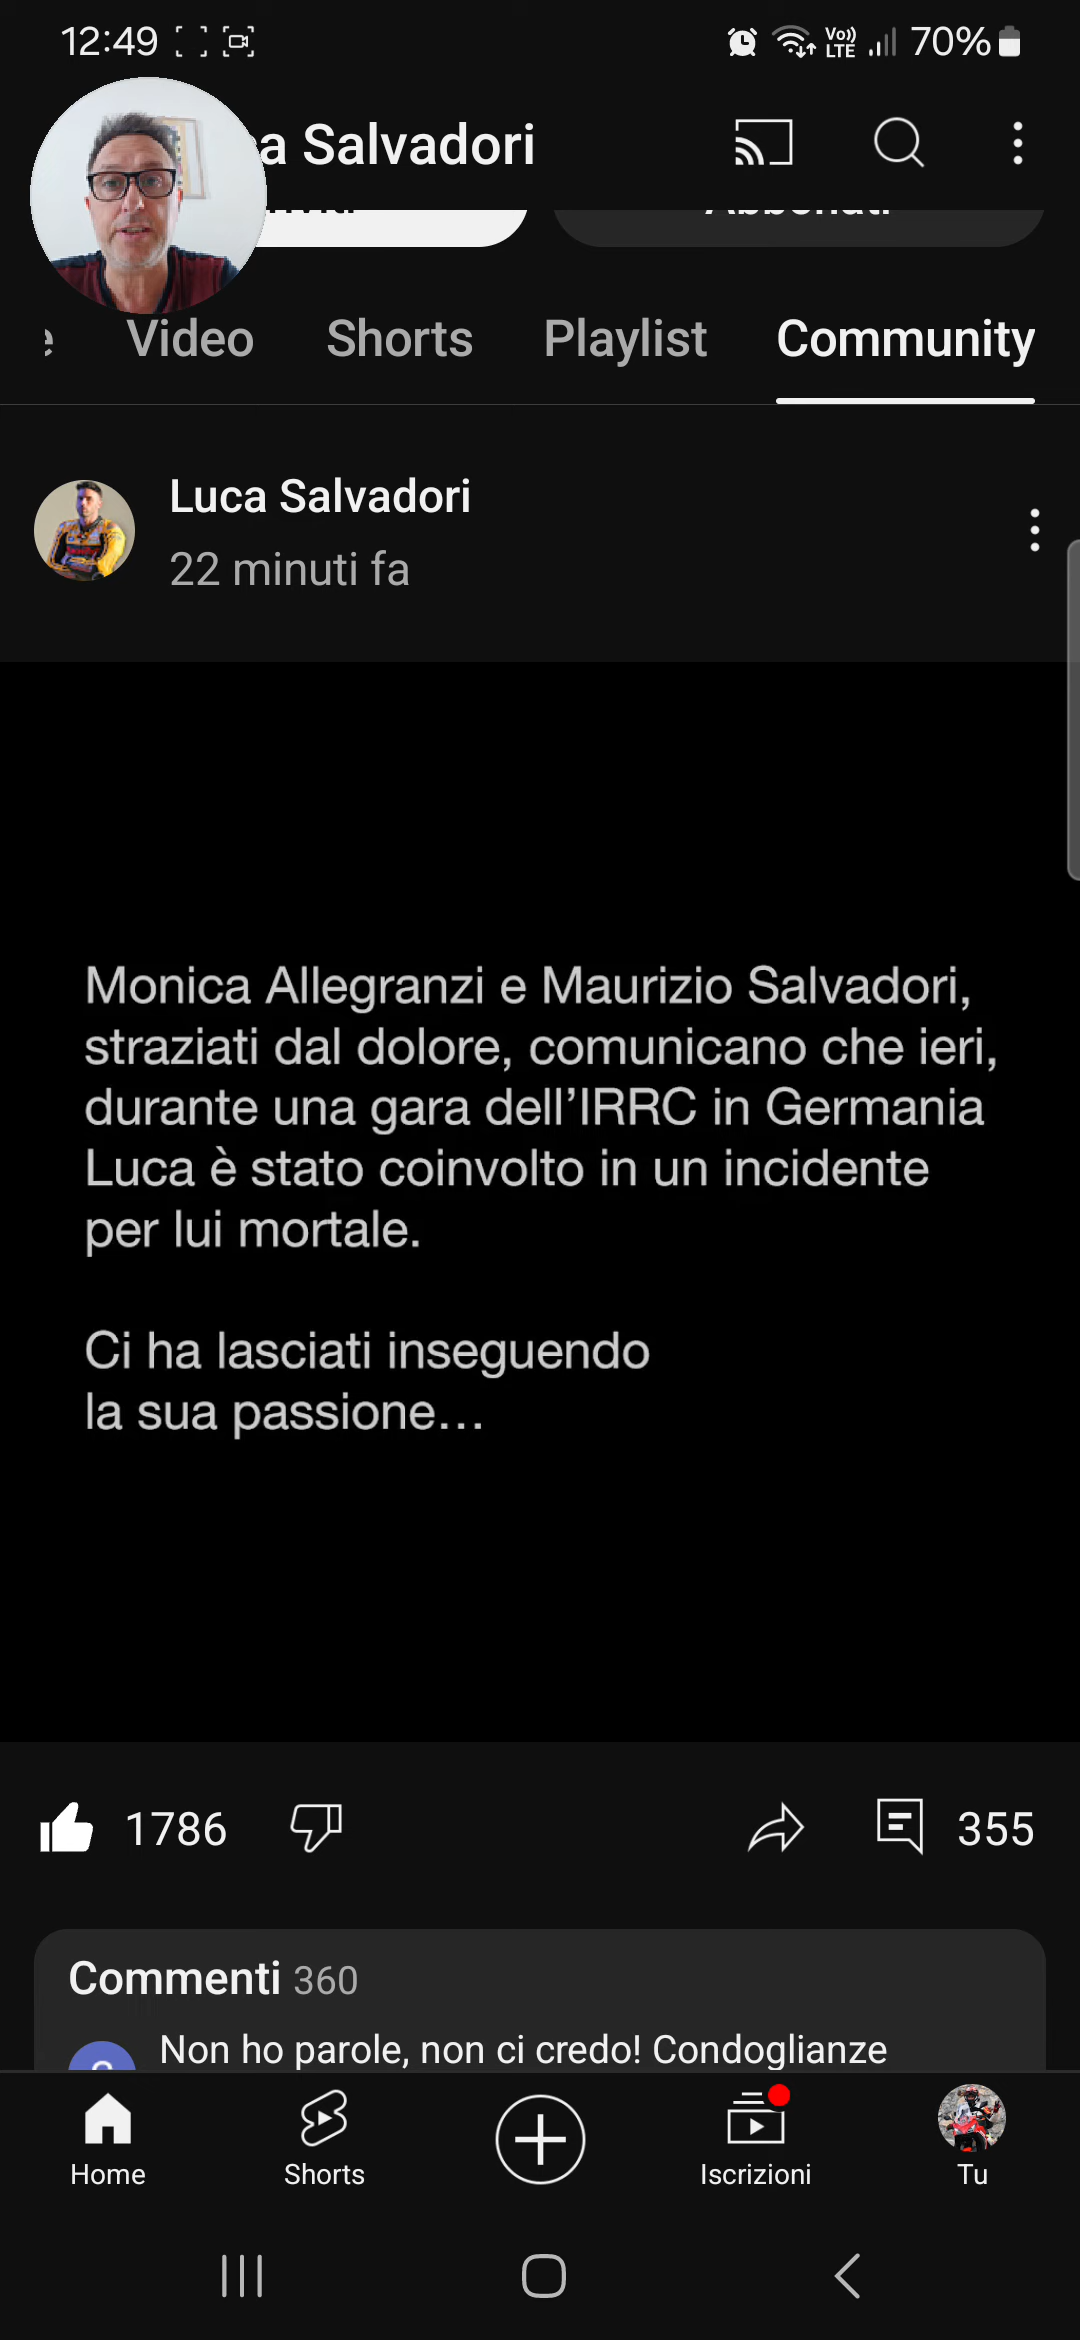 12:49 Vo)) LTE 70%
a Salvadori
Abbonati
Video Shorts Playlist Community
Luca Salvadori
22 minuti fa
Monica Allegranzi e Maurizio Salvadori,
straziati dal dolore, comunicano che ieri,
durante una gara dell’IRRC in Germania
Luca è stato coinvolto in un incidente
per lui mortale.
Ci ha lasciati inseguendo
la sua passione...
1786 355
Commenti 360
Non ho parole, non ci credo! Condoglianze
Home Shorts Iscrizioni Tu